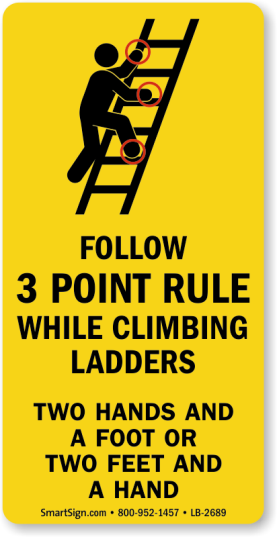 FOLLOW
3 POINT RULE
WHILE CLIMBING
LADDERS
TWO HANDS AND
A FOOT OR
TWO FEET AND
A HAND
SmartSign.com • 800-952-1457 • LB-2689